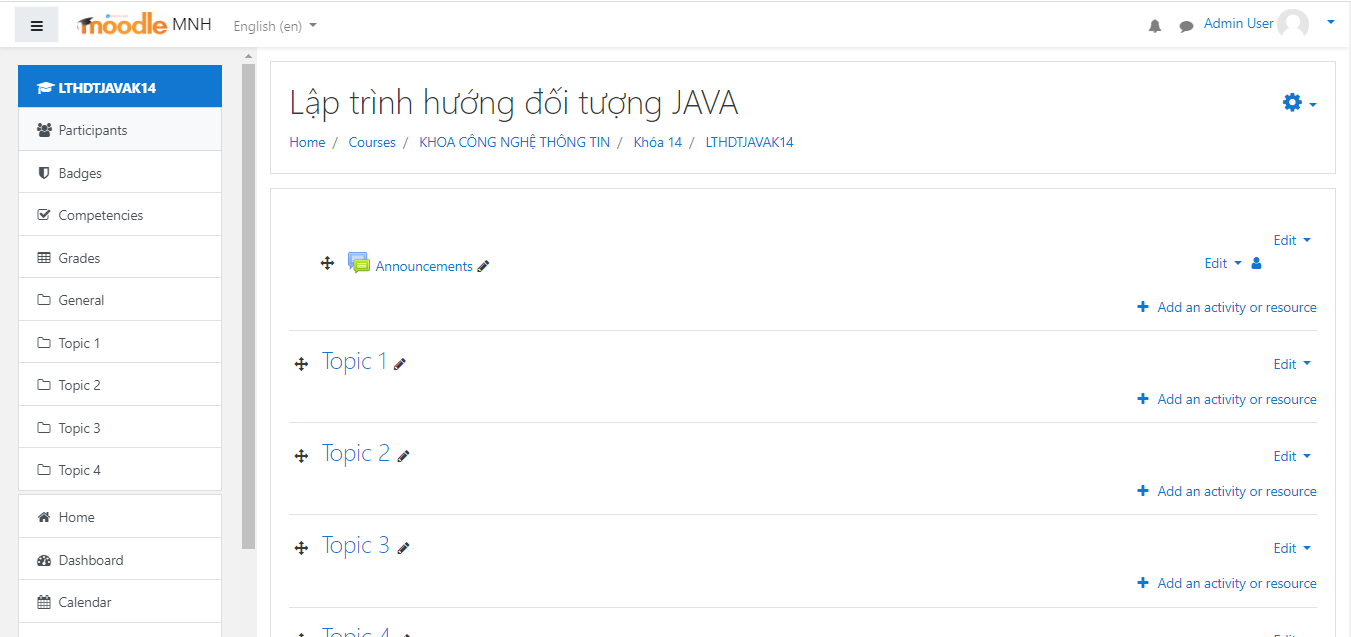 moodle MNH English (en) Admin User
LTHDTJAVAK14
Participants
Badges
Competencies
Grades
General
Topic 1
Topic 2
Topic 3
Topic 4
Home
Dashboard
Calendar
Lập trình hướng đối tượng JAVA
Home / Courses / KHOA CÔNG NGHỆ THÔNG TIN / Khóa 14 / LTHDTJAVAK14
Edit
Announcements Edit
Add an activity or resource
Topic 1 Edit
Add an activity or resource
Topic 2 Edit
Add an activity or resource
Topic 3 Edit
Add an activity or resource
Topic 4 Edit